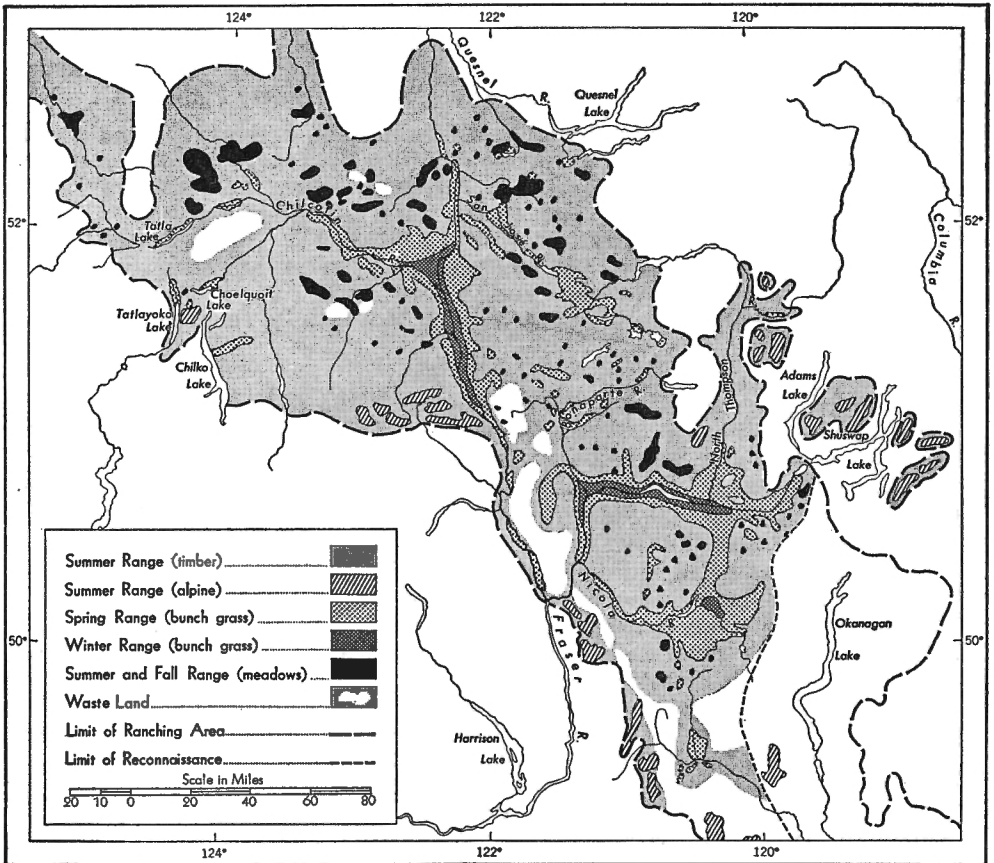 124°
122°
120°
Quesnel
R.
Quesnel
Lake
52°
52°
Chilcotin
San Jose R.
Columbia
R.
Tatla
Lake
Choelquoit
Lake
Tatlayoko
Lake
Chilko
Lake
Bonaparte R.
North Thompson
Adams
Lake
Shuswap
Lake
Nicola
50°
50°
Fraser
R.
Okanagan
Lake
Harrison
Lake
Summer Range (timber)
Summer Range (alpine)
Spring Range (bunch grass)
Winter Range (bunch grass)
Summer and Fall Range (meadows)
Waste Land
Limit of Ranching Area
Limit of Reconnaissance
Scale in Miles
20 10 0 20 40 60 80
124°
122°
120°